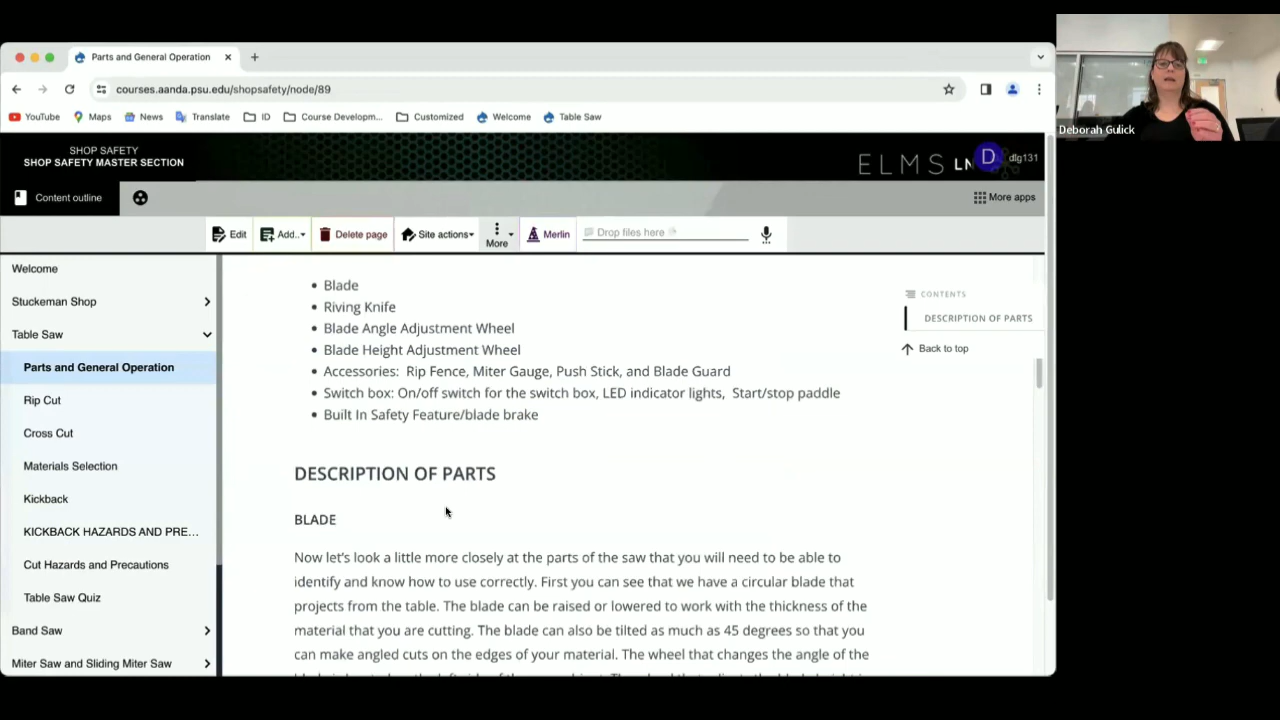 Parts and General Operation
courses.aanda.psu.edu/shopsafety/node/89
YouTube
Maps
News
Translate
ID
Course Developm...
Customized
Welcome
Table Saw
Deborah Gulick
SHOP SAFETY
SHOP SAFETY MASTER SECTION
ELMS LN
D
dlg131
Content outline
More apps
Edit
Add..
Delete page
Site actions
More
Merlin
Drop files here
Welcome
Stuckeman Shop
Table Saw
Parts and General Operation
Rip Cut
Cross Cut
Materials Selection
Kickback
KICKBACK HAZARDS AND PRE...
Cut Hazards and Precautions
Table Saw Quiz
Band Saw
Miter Saw and Sliding Miter Saw
• Blade
• Riving Knife
• Blade Angle Adjustment Wheel
• Blade Height Adjustment Wheel
• Accessories: Rip Fence, Miter Gauge, Push Stick, and Blade Guard
• Switch box: On/off switch for the switch box, LED indicator lights, Start/stop paddle
• Built In Safety Feature/blade brake
DESCRIPTION OF PARTS
BLADE
Now let's look a little more closely at the parts of the saw that you will need to be able to
identify and know how to use correctly. First you can see that we have a circular blade that
projects from the table. The blade can be raised or lowered to work with the thickness of the
material that you are cutting. The blade can also be tilted as much as 45 degrees so that you
can make angled cuts on the edges of your material. The wheel that changes the angle of the
CONTENTS
DESCRIPTION OF PARTS
Back to top